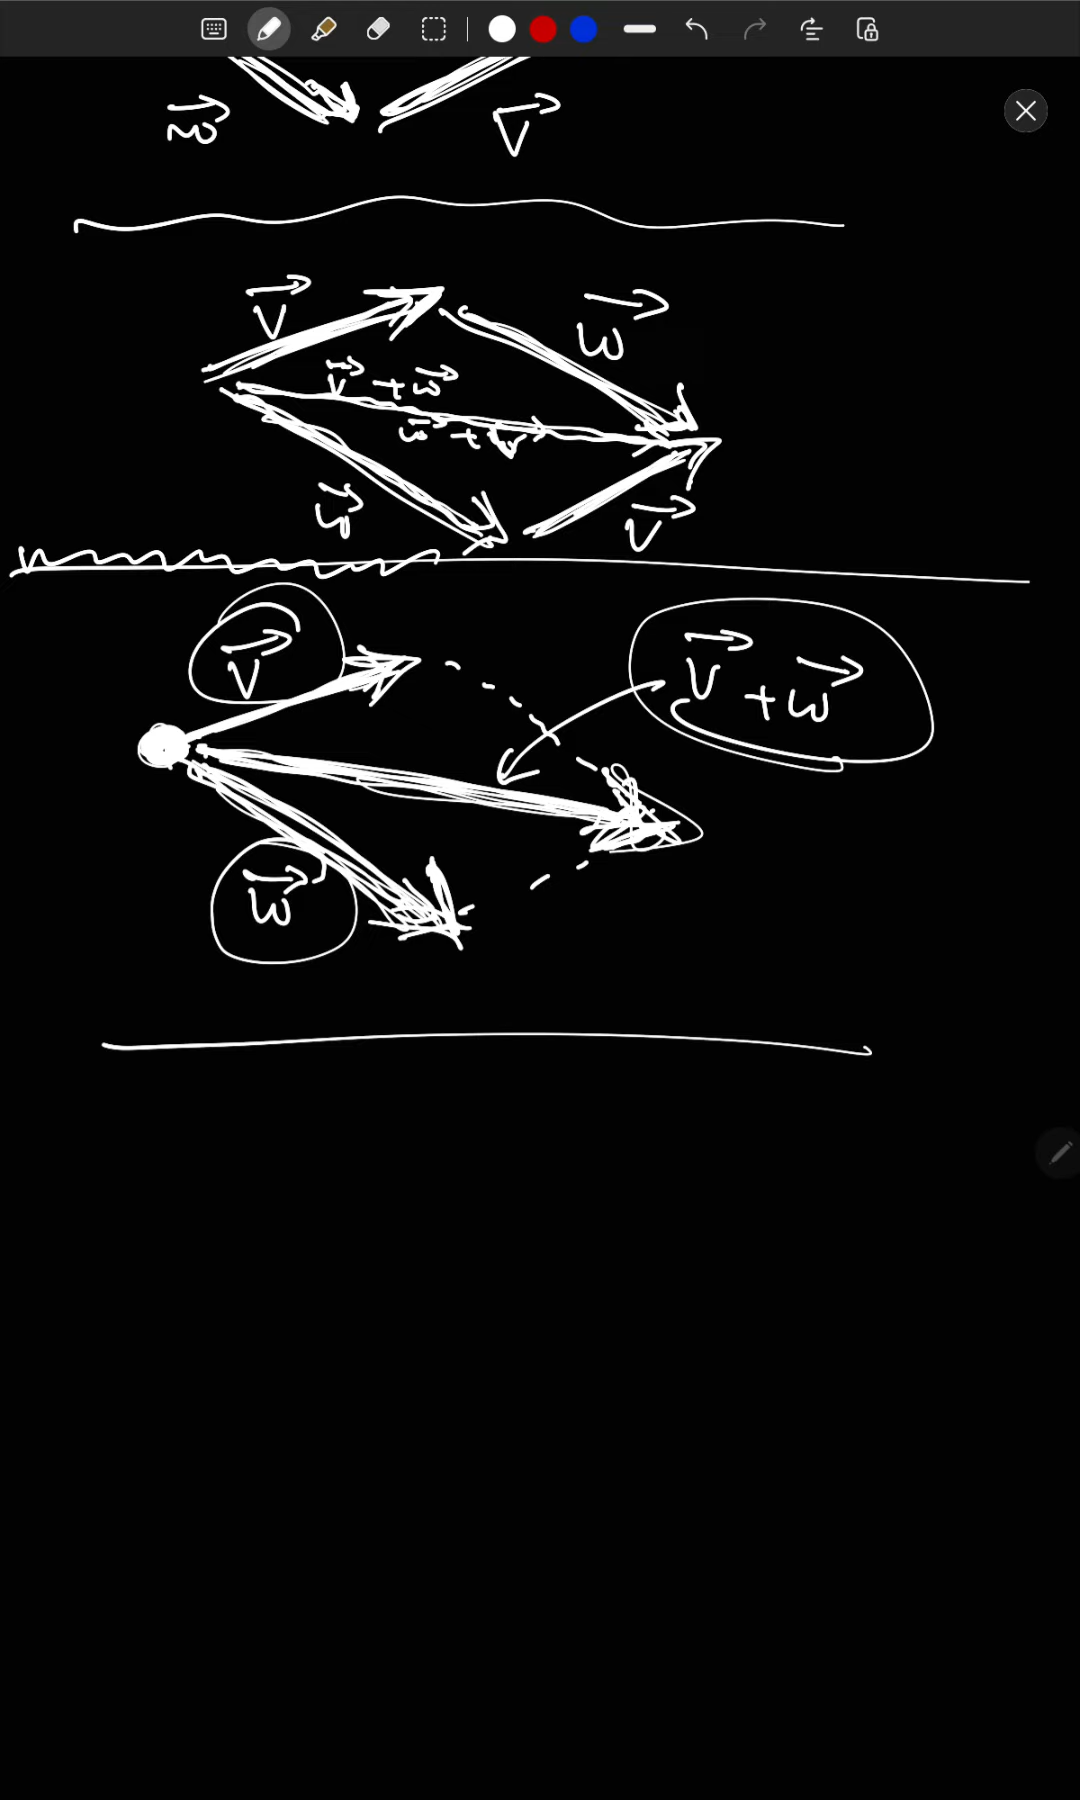 w⃗ v⃗
v⃗ w⃗
v⃗ + w⃗
w⃗ + v⃗
w⃗ v⃗
v⃗ v⃗ + w⃗
w⃗